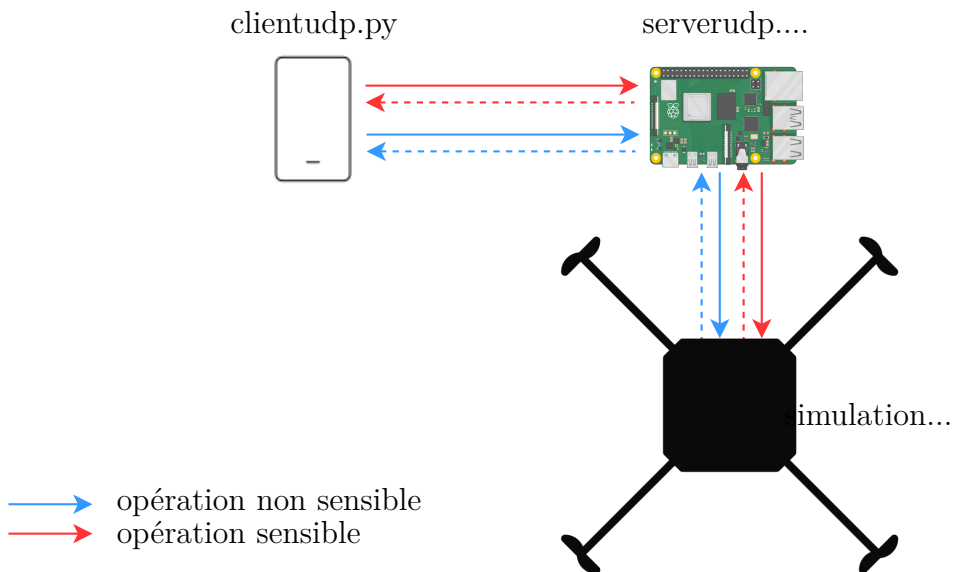 clientudp.py
serverudp....
simulation...
opération non sensible
opération sensible